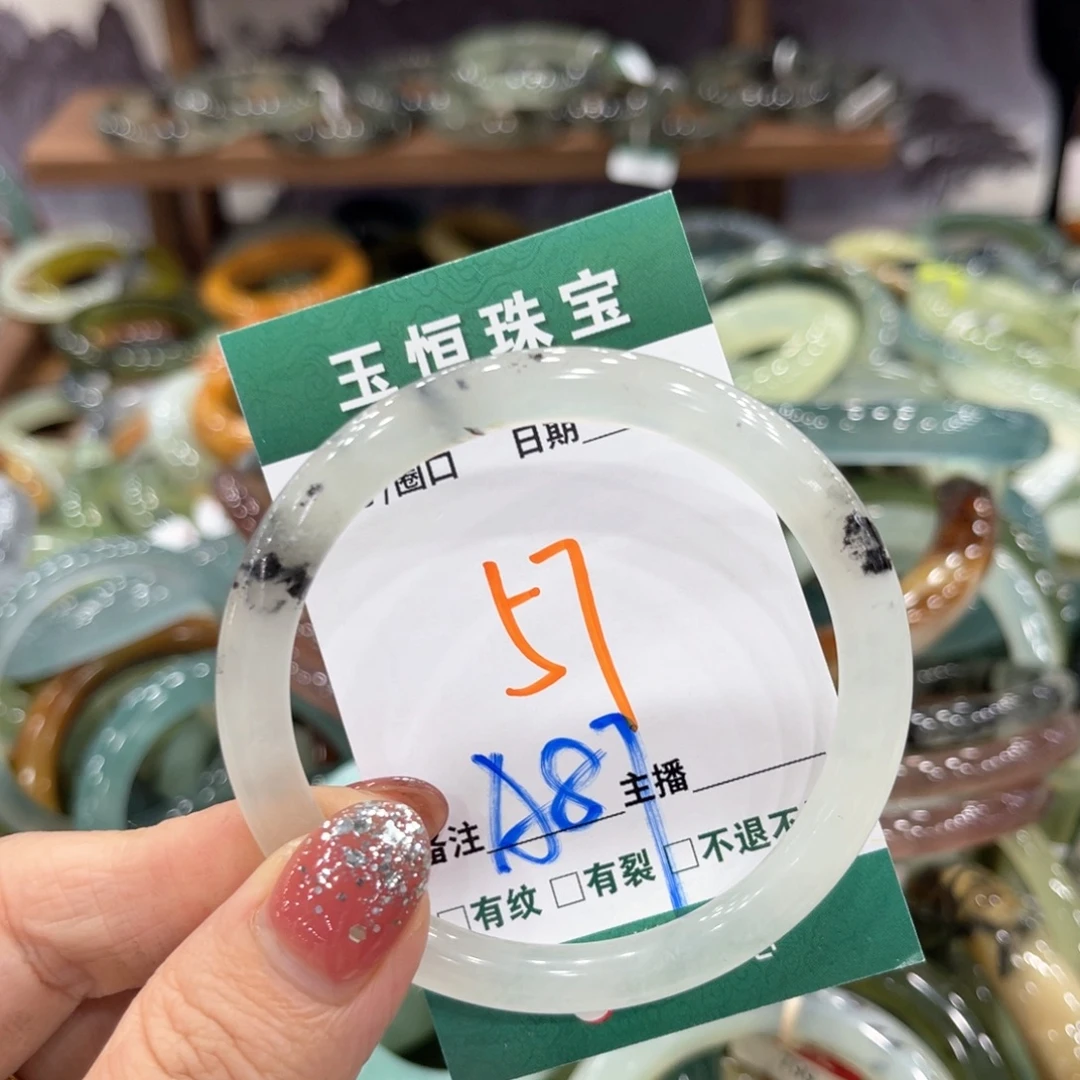 玉恒珠宝
/圈口 日期
57
A87
备注 主播
□有纹 □有裂 □不退不